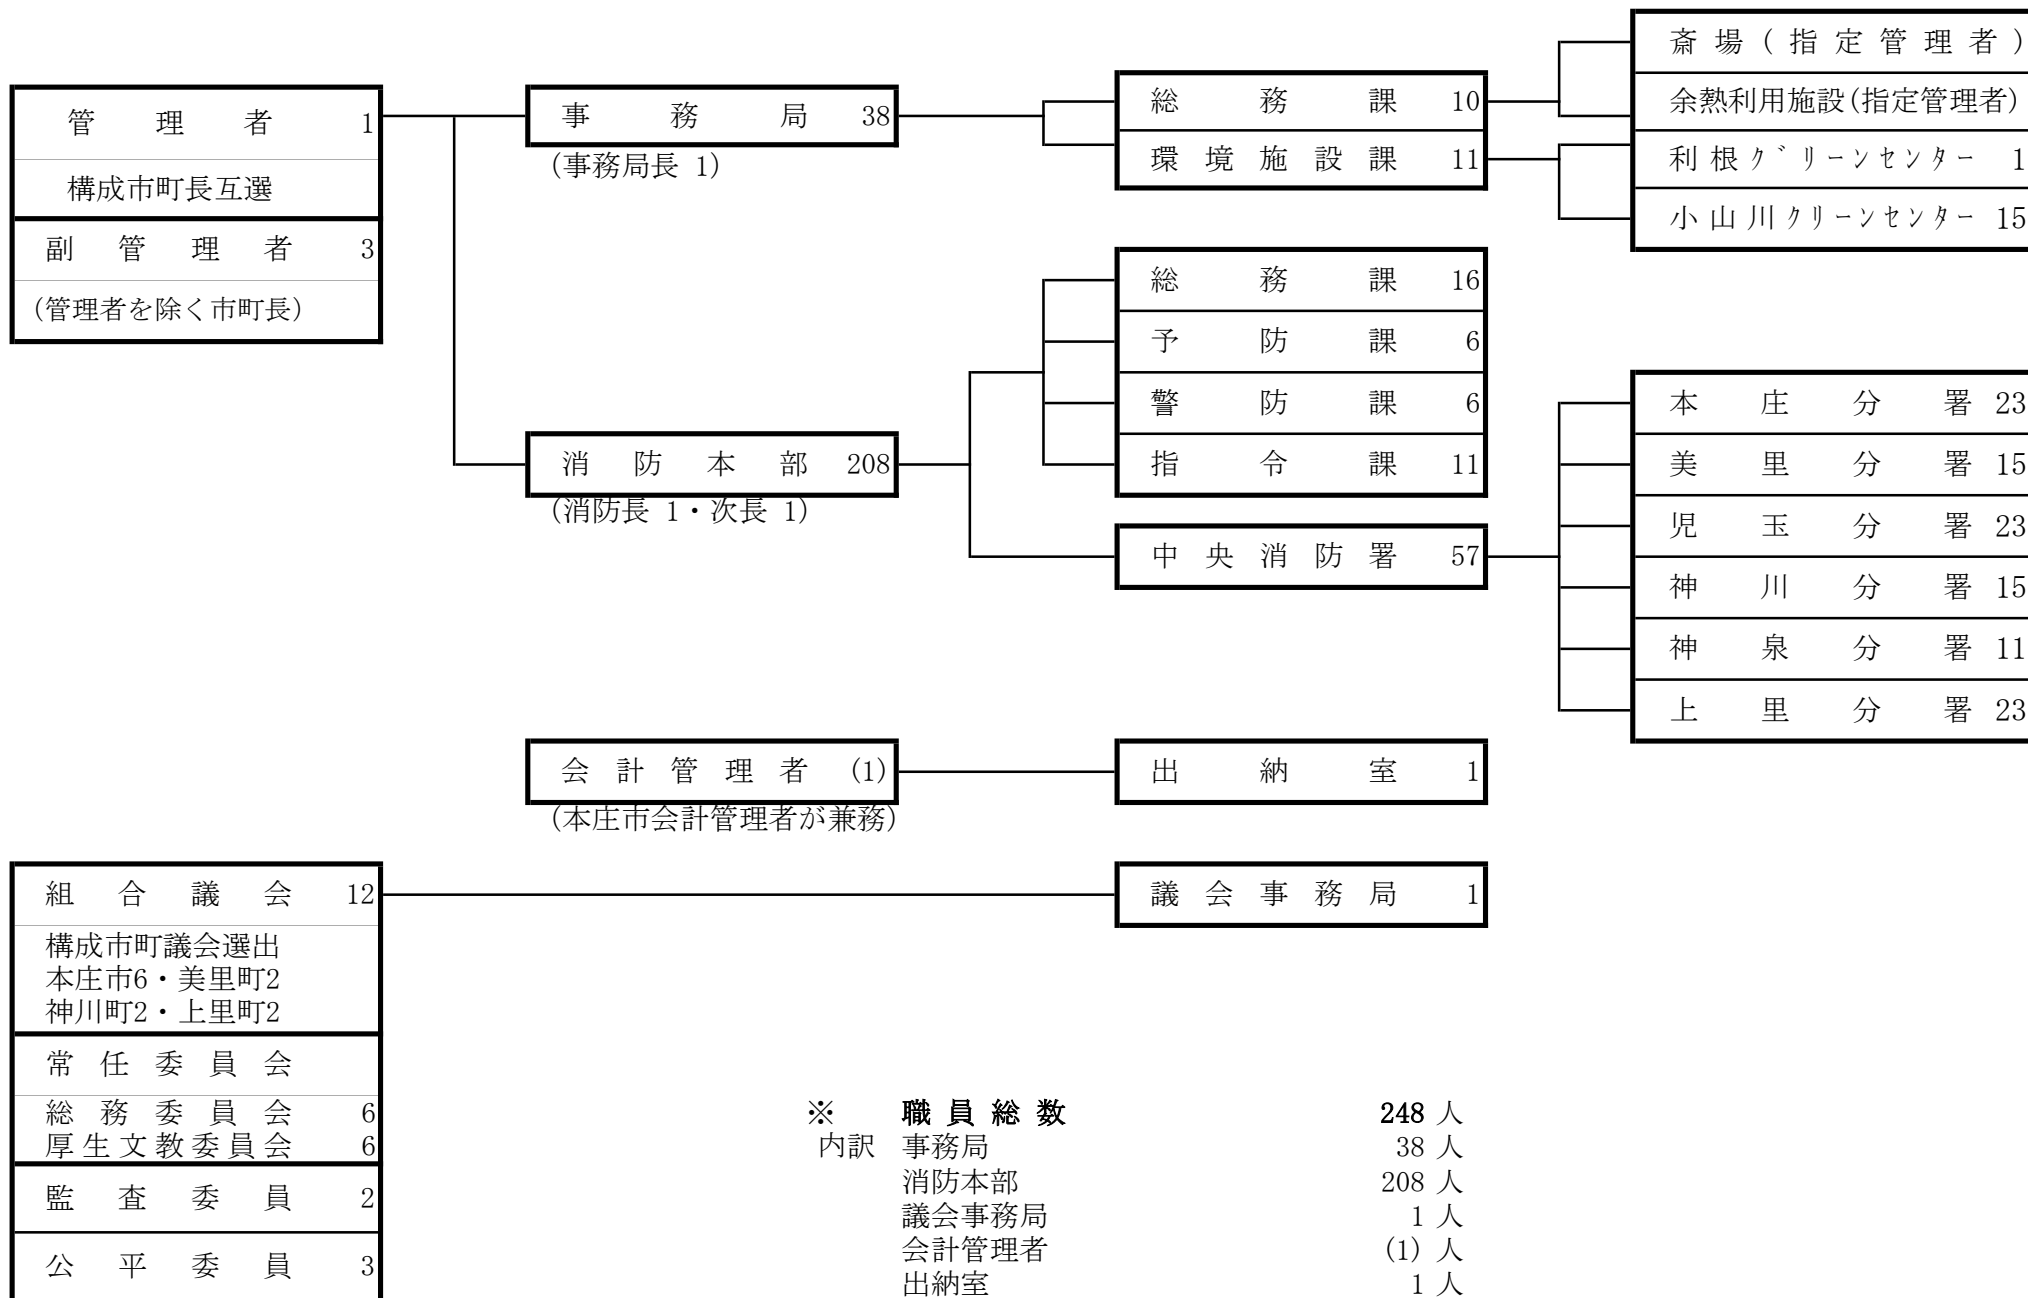 管理者 1
構成市町長互選
副管理者 3
(管理者を除く市町長)
事務局 38
(事務局長 1)
総務課 10
環境施設課 11
斎場(指定管理者)
余熱利用施設(指定管理者)
利根グリーンセンター 1
小山川クリーンセンター 15
消防本部 208
(消防長 1・次長 1)
総務課 16
予防課 6
警防課 6
指令課 11
中央消防署 57
本庄分署 23
美里分署 15
児玉分署 23
神川分署 15
神泉分署 11
上里分署 23
会計管理者 (1)
(本庄市会計管理者が兼務)
出納室 1
組合議会 12
構成市町議会選出
本庄市6・美里町2
神川町2・上里町2
議会事務局 1
常任委員会
総務委員会 6
厚生文教委員会 6
監査委員 2
公平委員 3
※ 職員総数 248 人
内訳 事務局 38 人
消防本部 208 人
議会事務局 1 人
会計管理者 (1) 人
出納室 1 人